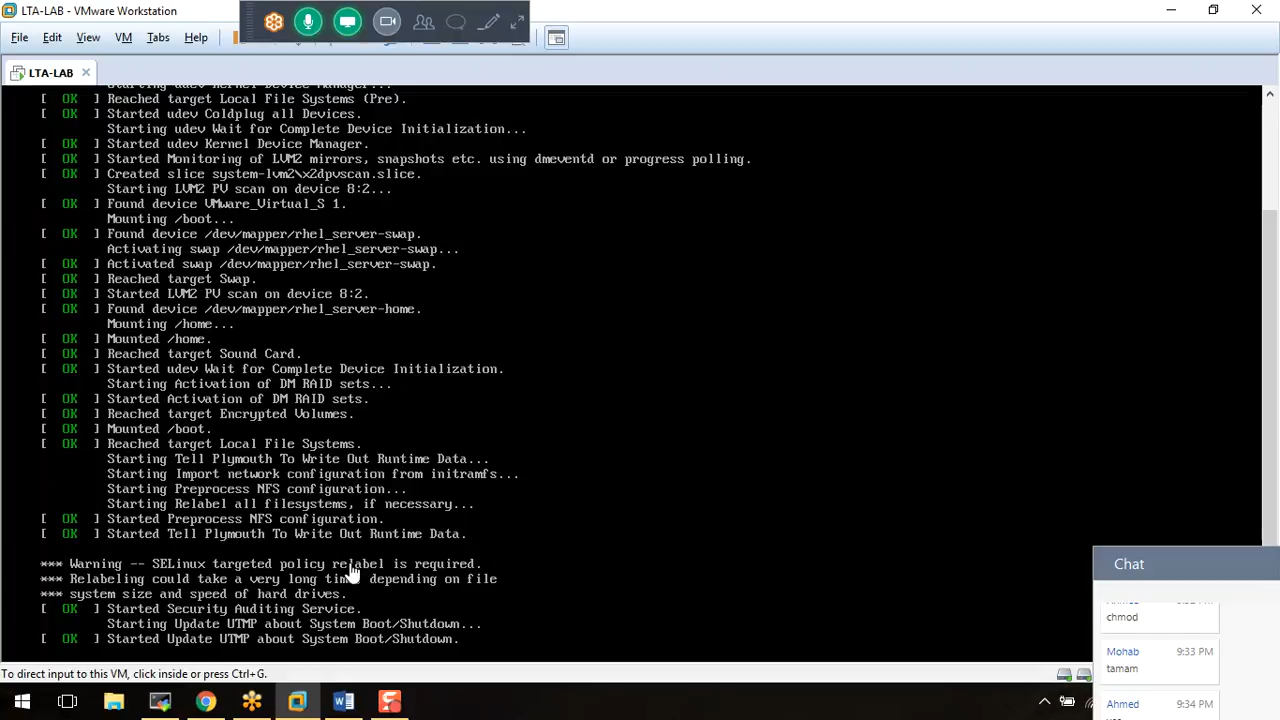 LTA-LAB - VMware Workstation
File Edit View VM Tabs Help
LTA-LAB
Starting udev Kernel Device Manager...
[ OK ] Reached target Local File Systems (Pre).
[ OK ] Started udev Coldplug all Devices.
Starting udev Wait for Complete Device Initialization...
[ OK ] Started udev Kernel Device Manager.
[ OK ] Started Monitoring of LVM2 mirrors, snapshots etc. using dmeventd or progress polling.
[ OK ] Created slice system-lvm2\x2dpvscan.slice.
Starting LVM2 PV scan on device 8:2...
[ OK ] Found device VMware_Virtual_S 1.
Mounting /boot...
[ OK ] Found device /dev/mapper/rhel_server-swap.
Activating swap /dev/mapper/rhel_server-swap...
[ OK ] Activated swap /dev/mapper/rhel_server-swap.
[ OK ] Reached target Swap.
[ OK ] Started LVM2 PV scan on device 8:2.
[ OK ] Found device /dev/mapper/rhel_server-home.
Mounting /home...
[ OK ] Mounted /home.
[ OK ] Reached target Sound Card.
[ OK ] Started udev Wait for Complete Device Initialization.
Starting Activation of DM RAID sets...
[ OK ] Started Activation of DM RAID sets.
[ OK ] Reached target Encrypted Volumes.
[ OK ] Mounted /boot.
[ OK ] Reached target Local File Systems.
Starting Tell Plymouth To Write Out Runtime Data...
Starting Import network configuration from initramfs...
Starting Preprocess NFS configuration...
Starting Relabel all filesystems, if necessary...
[ OK ] Started Preprocess NFS configuration.
[ OK ] Started Tell Plymouth To Write Out Runtime Data.
*** Warning -- SELinux targeted policy relabel is required.
*** Relabeling could take a very long time, depending on file
*** system size and speed of hard drives.
[ OK ] Started Security Auditing Service.
Starting Update UTMP about System Boot/Shutdown...
[ OK ] Started Update UTMP about System Boot/Shutdown.
To direct input to this VM, click inside or press Ctrl+G.
Chat
chmod
Mohab 9:33 PM
tamam
Ahmed 9:34 PM